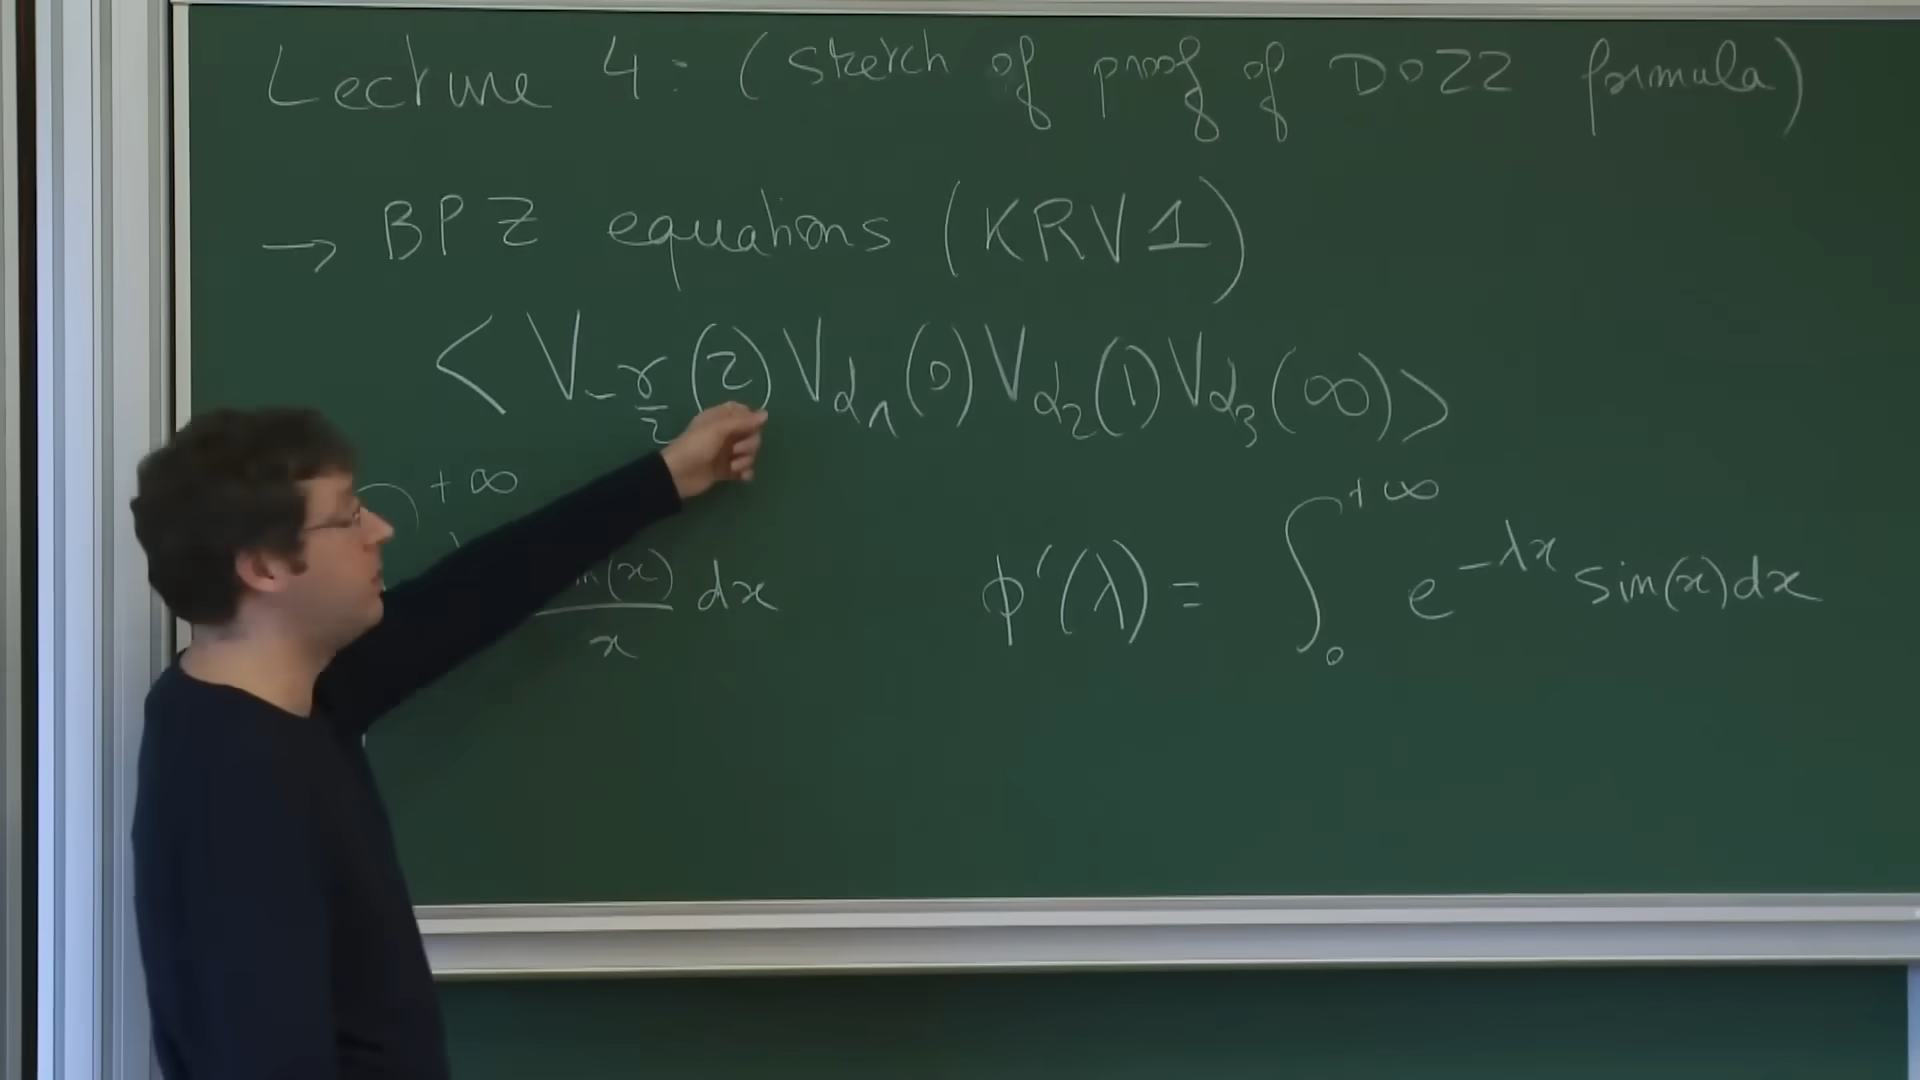 Lecture 4: (sketch of proof of DOZZ formula)
→ BPZ equations (KRV1)
< V_{-γ/2}(z) V_{α_1}(0) V_{α_2}(1) V_{α_3}(∞) >
∫^{+∞} sin(x)/x dx
φ'(λ) = ∫_0^{+∞} e^{-λx} sin(x)dx